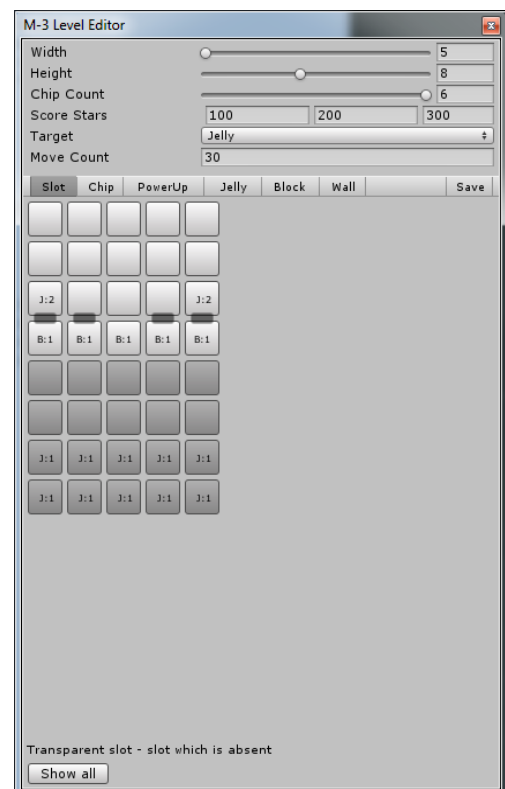 M-3 Level Editor
Width 5
Height 8
Chip Count 6
Score Stars 100 200 300
Target Jelly
Move Count 30
Slot Chip PowerUp Jelly Block Wall Save
J:2 J:2
B:1 B:1 B:1 B:1 B:1
J:1 J:1 J:1 J:1 J:1
J:1 J:1 J:1 J:1 J:1
Transparent slot - slot which is absent
Show all